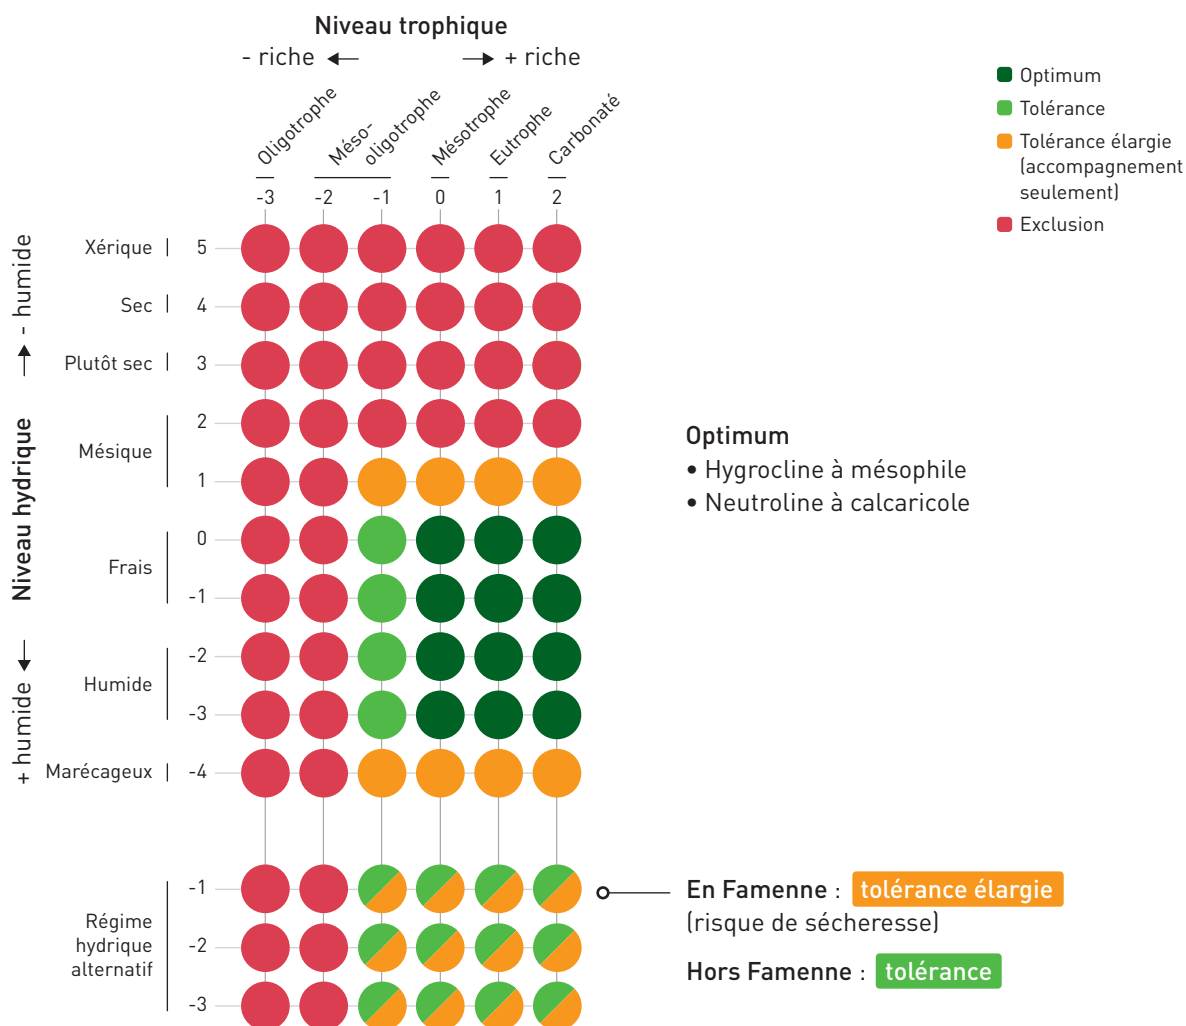 Niveau trophique
- riche
+ riche
Oligotrophe
Méso-
oligotrophe
Mésotrophe
Eutrophe
Carbonaté
-3 -2 -1 0 1 2
Optimum
Tolérance
Tolérance élargie
(accompagnement
seulement)
Exclusion
Niveau hydrique
- humide
+ humide
Xérique 5
Sec 4
Plutôt sec 3
2
Mésique
1
0
Frais
-1
-2
Humide
-3
Marécageux -4
Optimum
• Hygrocline à mésophile
• Neutroline à calcaricole
-1
Régime
hydrique
alternatif
-2
-3
En Famenne : tolérance élargie
(risque de sécheresse)
Hors Famenne : tolérance